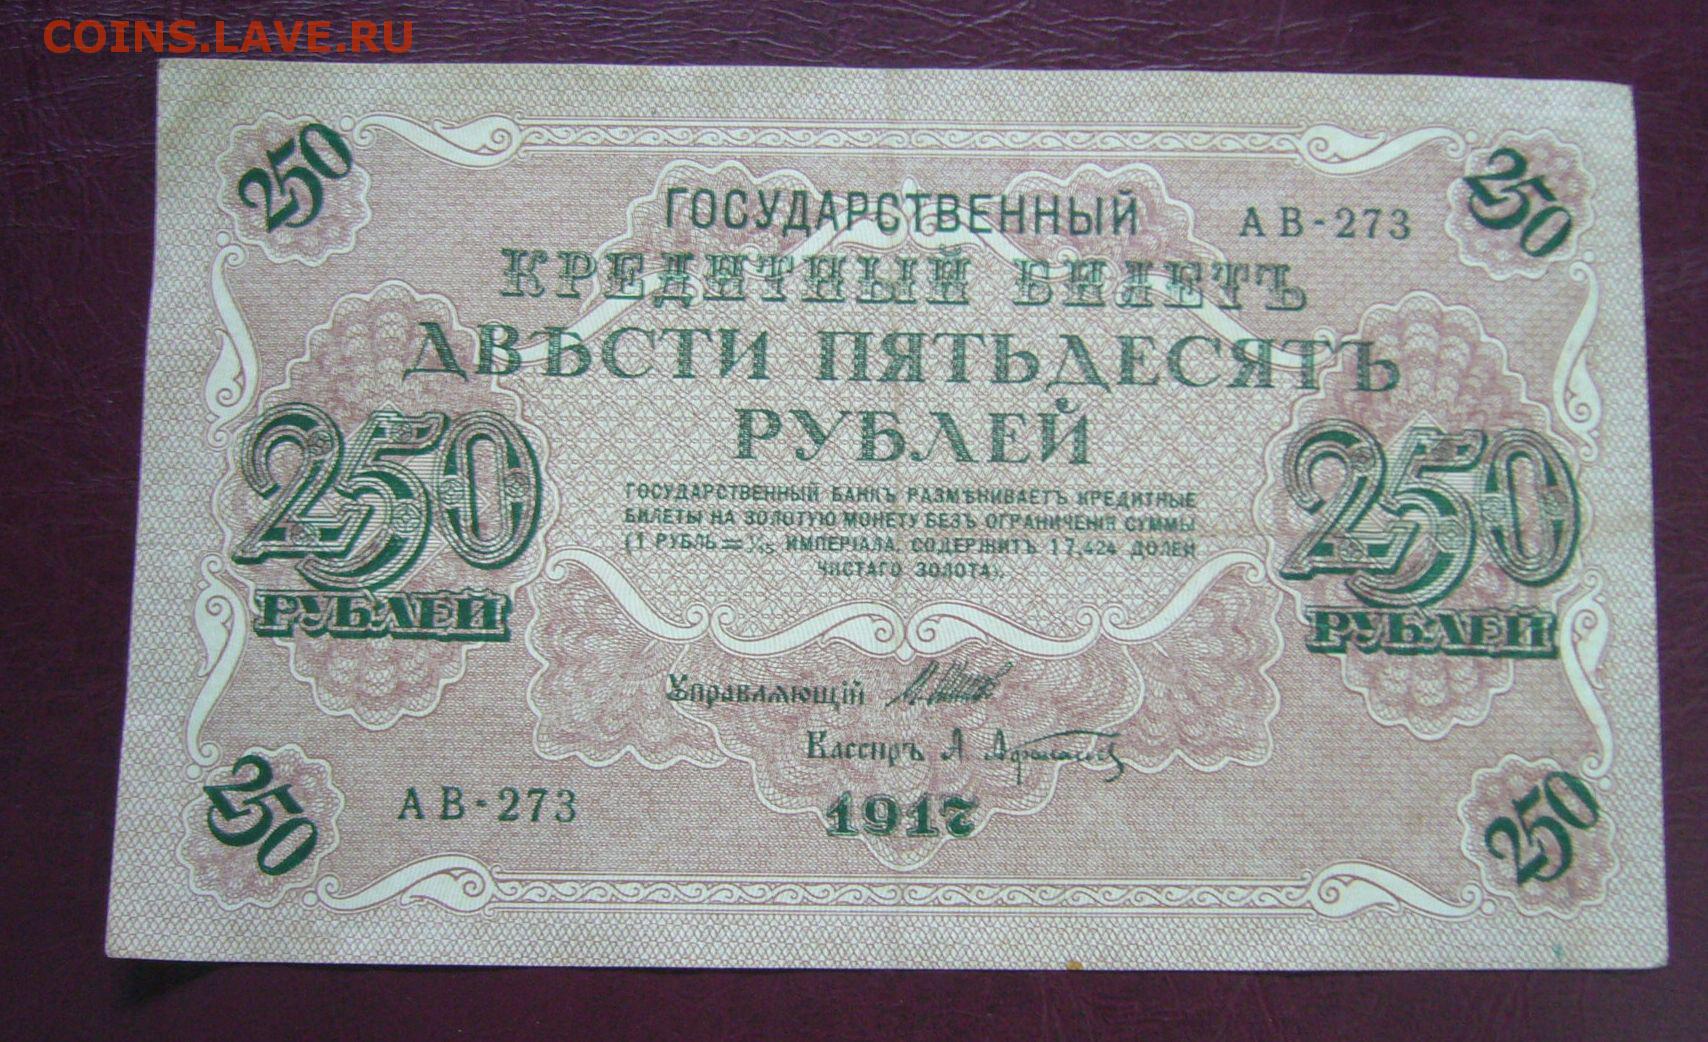 COINS.LAVE.RU
250
250
ГОСУДАРСТВЕННЫЙ
АВ-273
КРЕДИТНЫЙ БИЛЕТЪ
ДВѢСТИ ПЯТЬДЕСЯТЪ
РУБЛЕЙ
250
РУБЛЕЙ
250
РУБЛЕЙ
ГОСУДАРСТВЕННЫЙ БАНКЪ РАЗМѢНИВАЕТЪ КРЕДИТНЫЕ
БИЛЕТЫ НА ЗОЛОТУЮ МОНЕТУ БЕЗЪ ОГРАНИЧЕНІЯ СУММЫ
(1 РУБЛЬ = 1/15 ИМПЕРІАЛА, СОДЕРЖИТЪ 17,424 ДОЛЕЙ
ЧИСТАГО ЗОЛОТА).
Управляющій
Кассиръ А. Афанасьевъ
АВ-273
1917
250
250